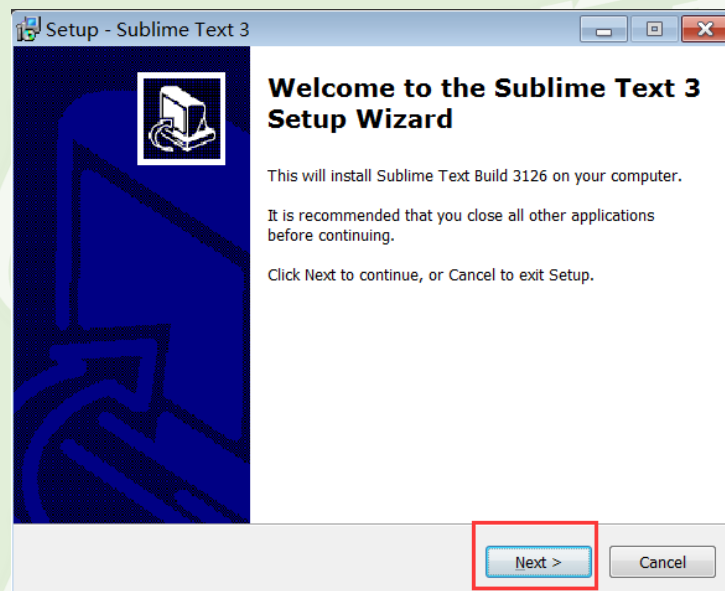 Setup - Sublime Text 3
Welcome to the Sublime Text 3
Setup Wizard
This will install Sublime Text Build 3126 on your computer.
It is recommended that you close all other applications
before continuing.
Click Next to continue, or Cancel to exit Setup.
Next >
Cancel